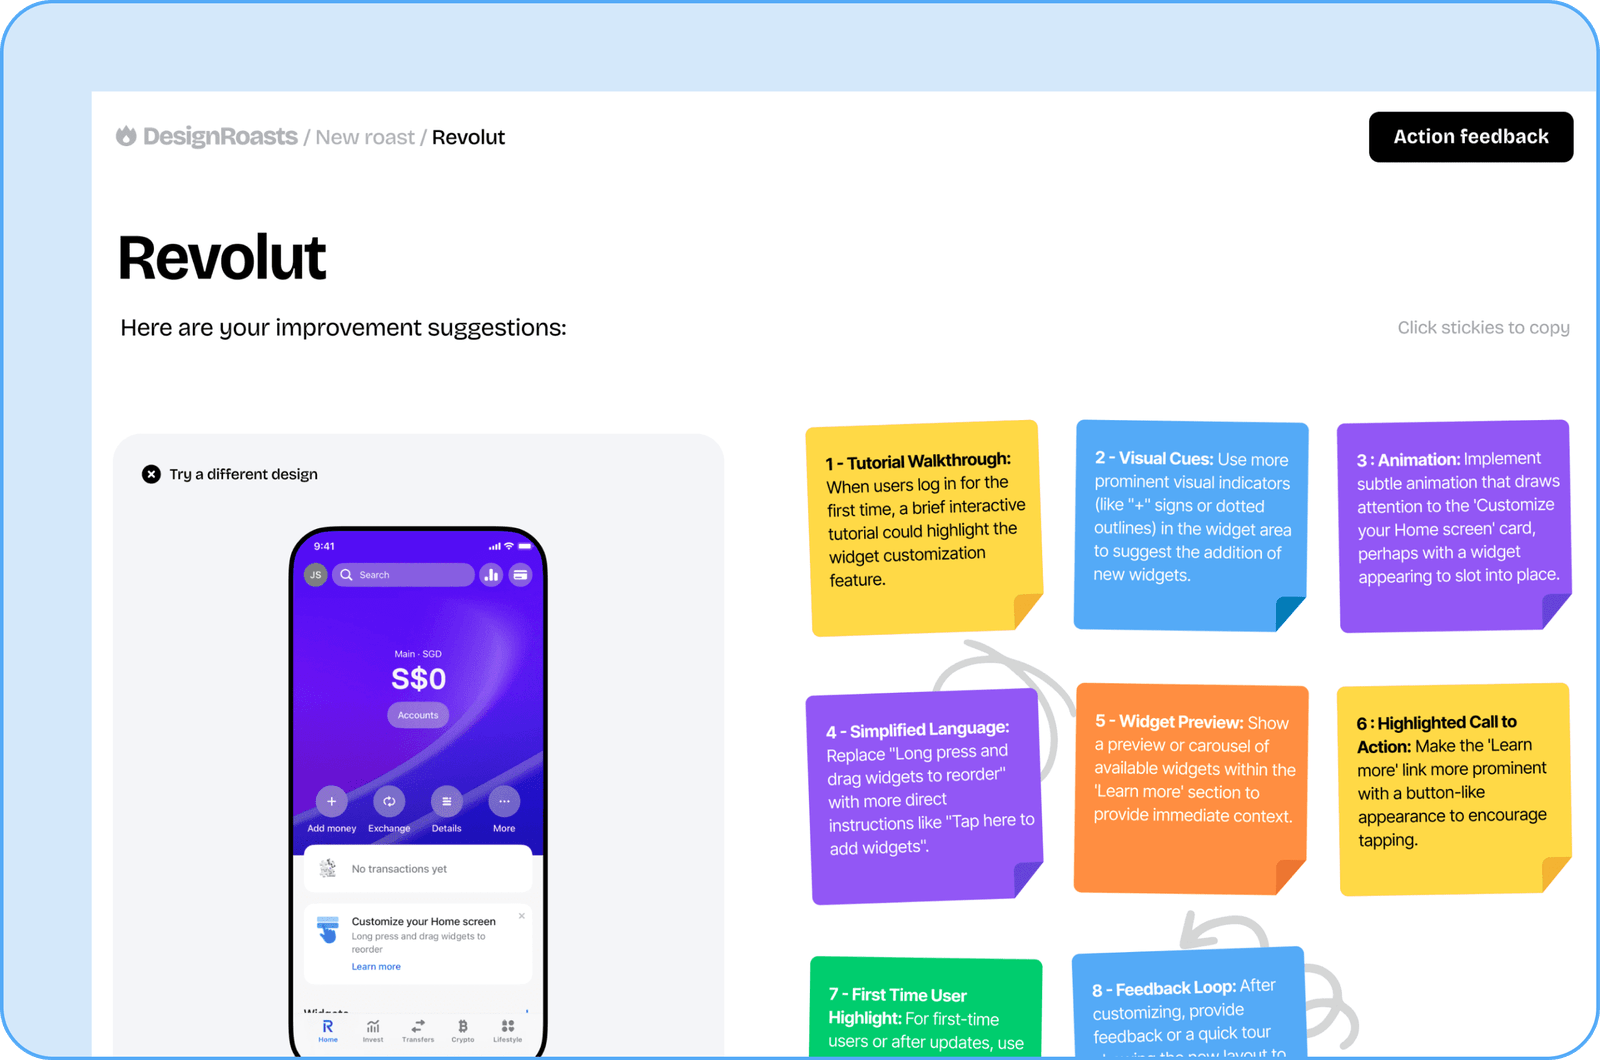 DesignRoasts / New roast / Revolut
Action feedback
Revolut
Here are your improvement suggestions:
Click stickies to copy
Try a different design
9:41
JS
Search
Main · SGD
S$0
Accounts
Add money
Exchange
Details
More
No transactions yet
Customize your Home screen
Long press and drag widgets to
reorder
Learn more
Widgets
Home
Invest
Transfers
Crypto
Lifestyle
1 - Tutorial Walkthrough:
When users log in for the
first time, a brief interactive
tutorial could highlight the
widget customization
feature.
2 - Visual Cues: Use more
prominent visual indicators
(like "+" signs or dotted
outlines) in the widget area
to suggest the addition of
new widgets.
3 : Animation: Implement
subtle animation that draws
attention to the 'Customize
your Home screen' card,
perhaps with a widget
appearing to slot into place.
4 - Simplified Language:
Replace "Long press and
drag widgets to reorder"
with more direct
instructions like "Tap here to
add widgets".
5 - Widget Preview: Show
a preview or carousel of
available widgets within the
'Learn more' section to
provide immediate context.
6 : Highlighted Call to
Action: Make the 'Learn
more' link more prominent
with a button-like
appearance to encourage
tapping.
7 - First Time User
Highlight: For first-time
users or after updates, use
8 - Feedback Loop: After
customizing, provide
feedback or a quick tour
showing the new layout to